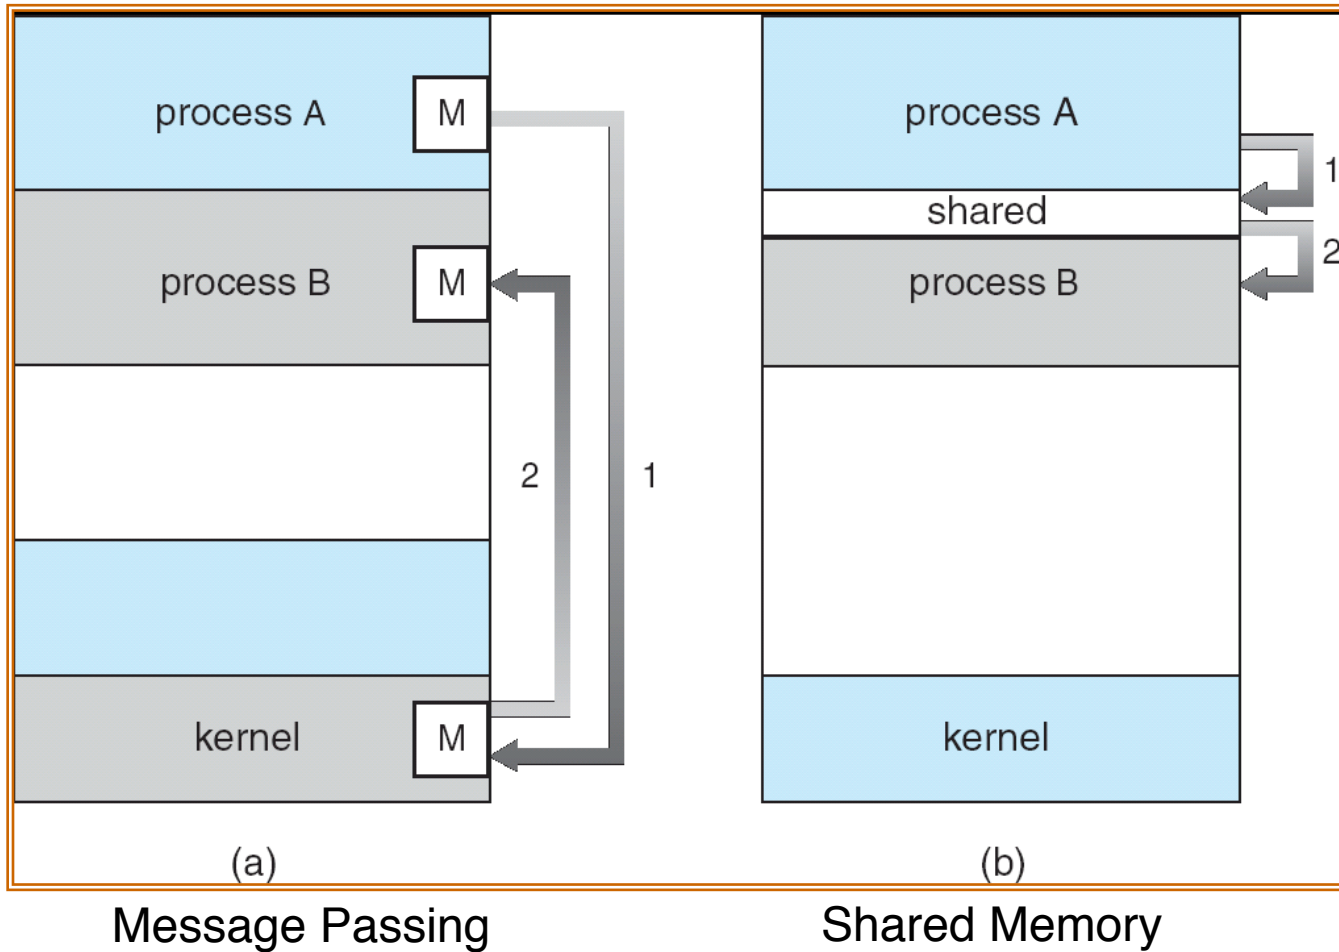 process A
M
process B
M
2
1
kernel
M
(a)
Message Passing
process A
1
shared
2
process B
kernel
(b)
Shared Memory